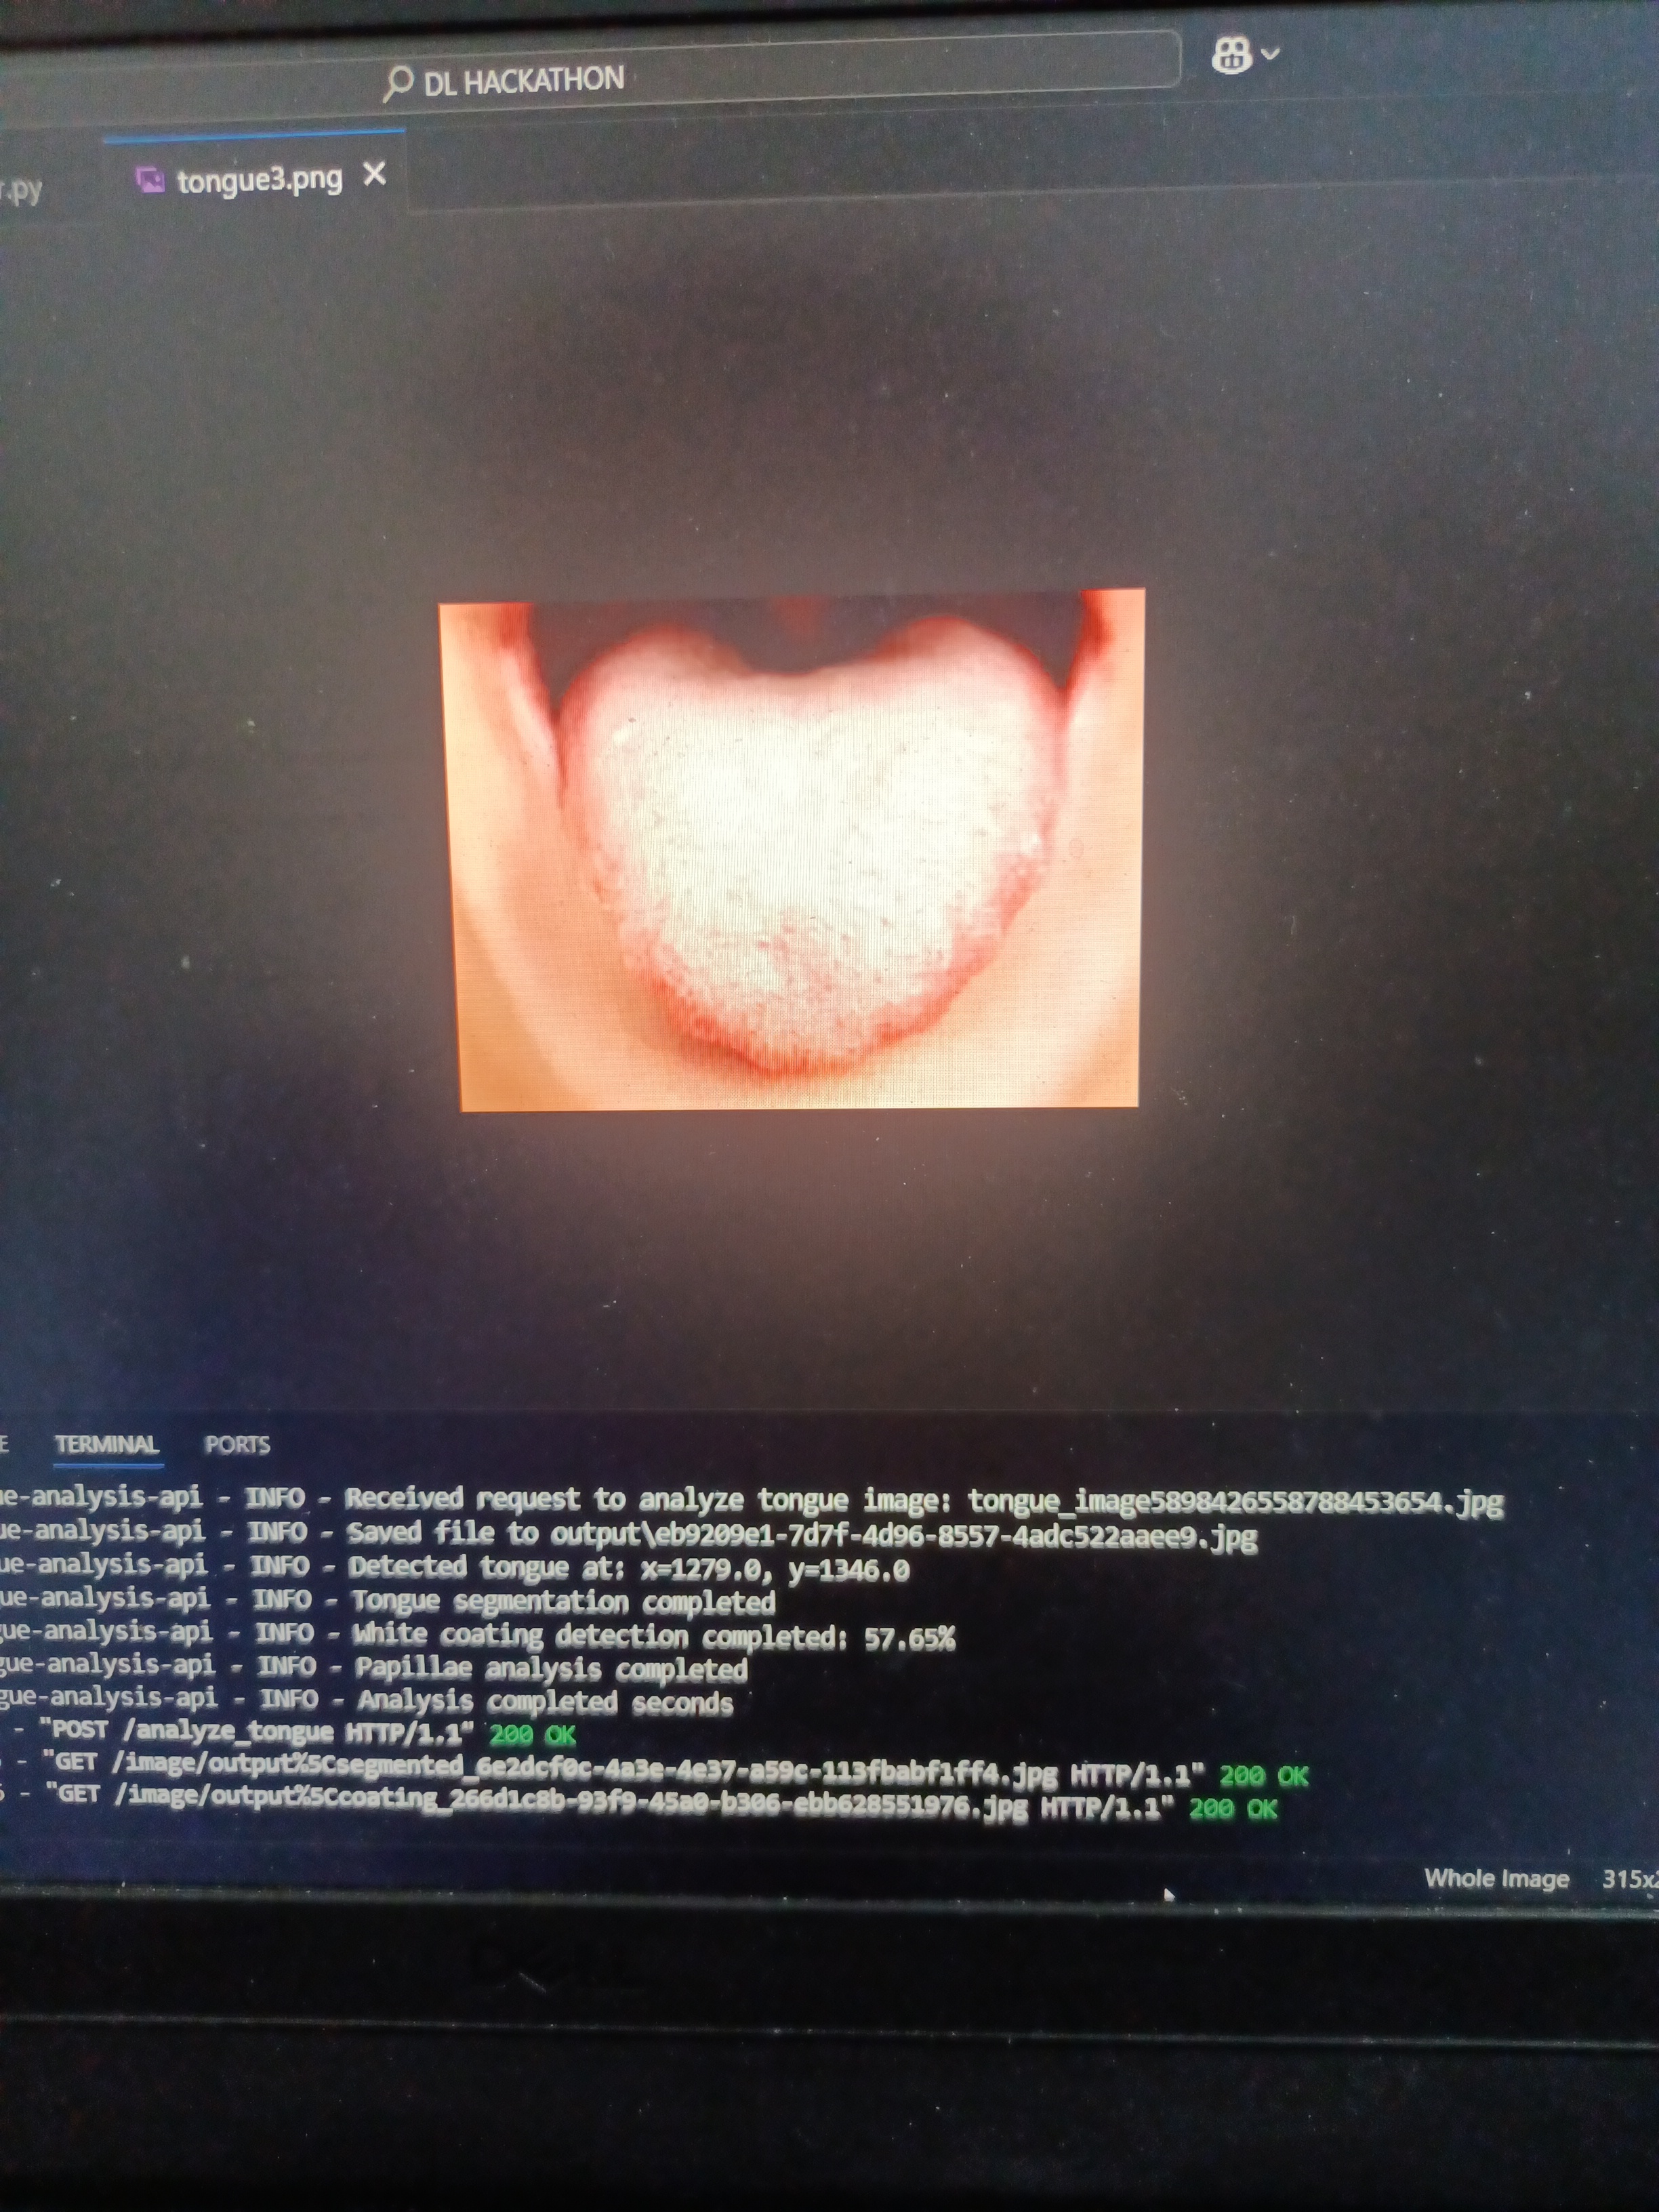 DL HACKATHON
r.py
tongue3.png
TERMINAL PORTS
ue-analysis-api - INFO - Received request to analyze tongue image: tongue_image5898426558788453654.jpg
ue-analysis-api - INFO - Saved file to output\eb9209e1-7d7f-4d96-8557-4adc522aaee9.jpg
ue-analysis-api - INFO - Detected tongue at: x=1279.0, y=1346.0
ue-analysis-api - INFO - Tongue segmentation completed
gue-analysis-api - INFO - White coating detection completed: 57.65%
gue-analysis-api - INFO - Papillae analysis completed
gue-analysis-api - INFO - Analysis completed seconds
- "POST /analyze_tongue HTTP/1.1" 200 OK
- "GET /image/output%5Csegmented_6e2dcf0c-4a3e-4e37-a59c-113fbabf1ff4.jpg HTTP/1.1" 200 OK
- "GET /image/output%5Ccoating_266d1c8b-93f9-45a0-b306-ebb628551976.jpg HTTP/1.1" 200 OK
Whole Image 315x2
DELL